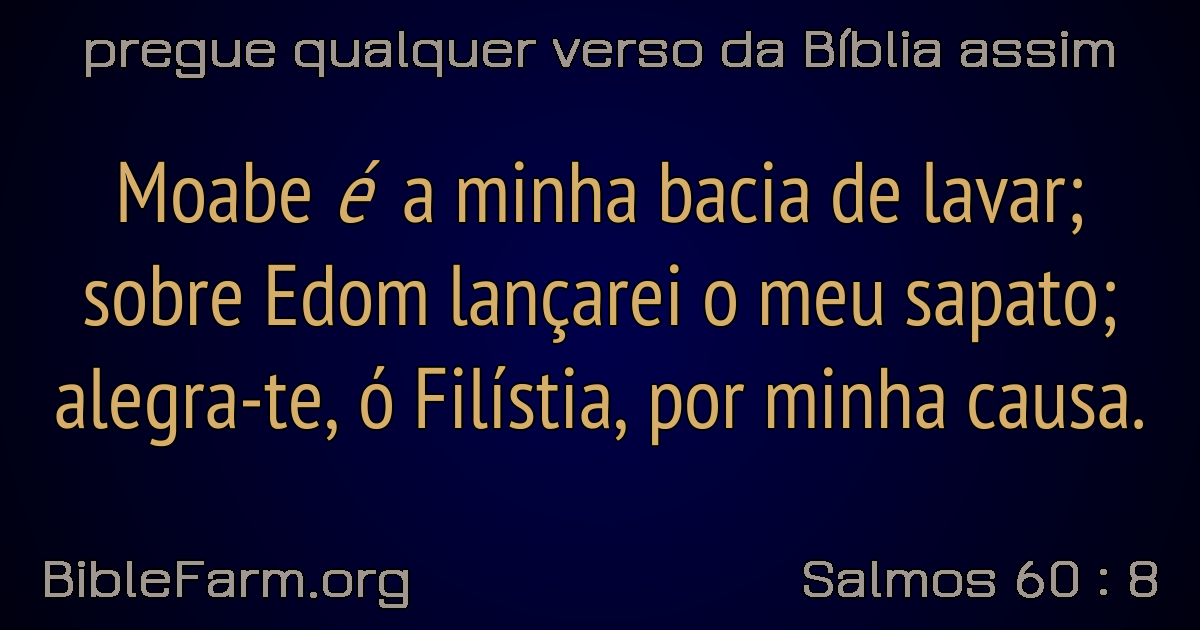 pregue qualquer verso da Bíblia assim
Moabe é a minha bacia de lavar;
sobre Edom lançarei o meu sapato;
alegra-te, ó Filístia, por minha causa.
BibleFarm.org
Salmos 60 : 8